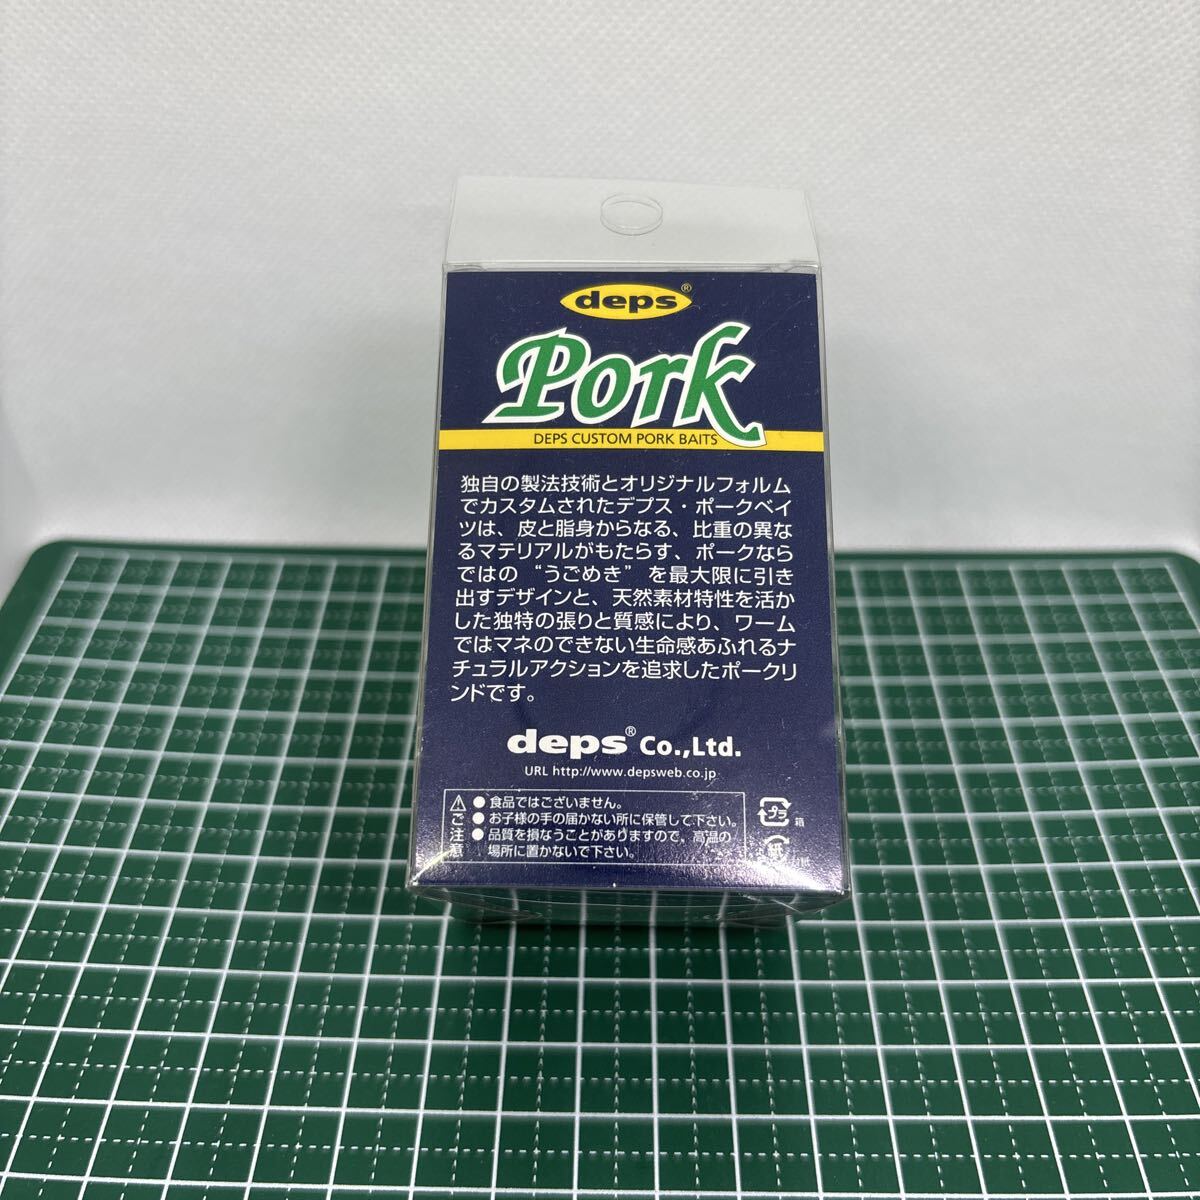 deps®
Pork
DEPS CUSTOM PORK BAITS
独自の製法技術とオリジナルフォルム
でカスタムされたデプス・ポークベイ
ツは、皮と脂身からなる、比重の異な
るマテリアルがもたらす、ポークなら
ではの“うごめき”を最大限に引き
出すデザインと、天然素材特性を活か
した独特の張りと質感により、ワーム
ではマネのできない生命感あふれるナ
チュラルアクションを追求したポークリ
ンドです。
deps® Co.,Ltd.
URL http://www.depsweb.co.jp
ご注意
●食品ではございません。
●お子様の手の届かない所に保管して下さい。
●品質を損なうことがありますので、高温の
場所に置かないで下さい。
プラ 箱
紙